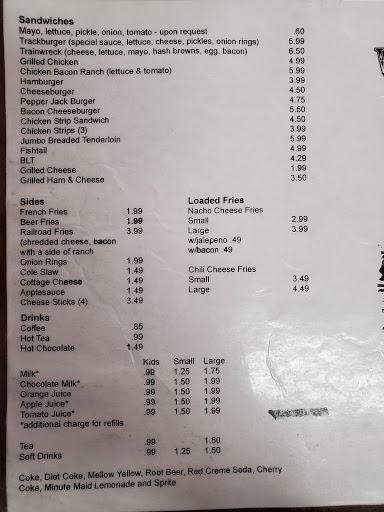 Sandwiches
Mayo, lettuce, pickle, onion, tomato - upon request .60
Trackburger (special sauce, lettuce, cheese, pickles, onion rings) 5.99
Trainwreck (cheese, lettuce, mayo, hash browns, egg, bacon) 6.50
Grilled Chicken 4.99
Chicken Bacon Ranch (lettuce & tomato) 5.99
Hamburger 3.99
Cheeseburger 4.50
Pepper Jack Burger 4.75
Bacon Cheeseburger 5.50
Chicken Strip Sandwich 4.50
Chicken Strips (3) 3.99
Jumbo Breaded Tenderloin 5.99
Fishtail 4.99
BLT 4.29
Grilled Cheese 1.99
Grilled Ham & Cheese 3.50
Sides
French Fries 1.99
Beer Fries 1.99
Railroad Fries 3.99
(shredded cheese, bacon
with a side of ranch
Onion Rings 1.99
Cole Slaw 1.49
Cottage Cheese 1.49
Applesauce 1.49
Cheese Sticks (4) 3.49
Loaded Fries
Nacho Cheese Fries
Small 2.99
Large 3.99
w/jalepeno .49
w/bacon .49
Chili Cheese Fries
Small 3.49
Large 4.49
Drinks
Coffee .85
Hot Tea .99
Hot Chocolate 1.49
Kids Small Large
Milk* .99 1.25 1.75
Chocolate Milk* .99 1.50 1.99
Orange Juice .99 1.50 1.99
Apple Juice* .99 1.50 1.99
Tomato Juice* .99 1.50 1.99
*additional charge for refills
Tea .99 1.50
Soft Drinks .99 1.25 1.50
Coke, Diet Coke, Mellow Yellow, Root Beer, Red Creme Soda, Cherry
Coke, Minute Maid Lemonade and Sprite